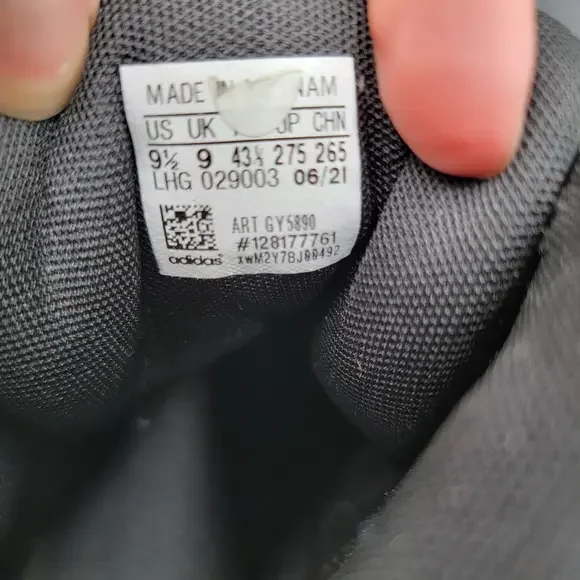 MADE NAM
US UK JP CHN
9½ 9 43⅓ 275 265
LHG 029003 06/21
ART GY5890
#128177761
adidas xwM2Y7BJ00492